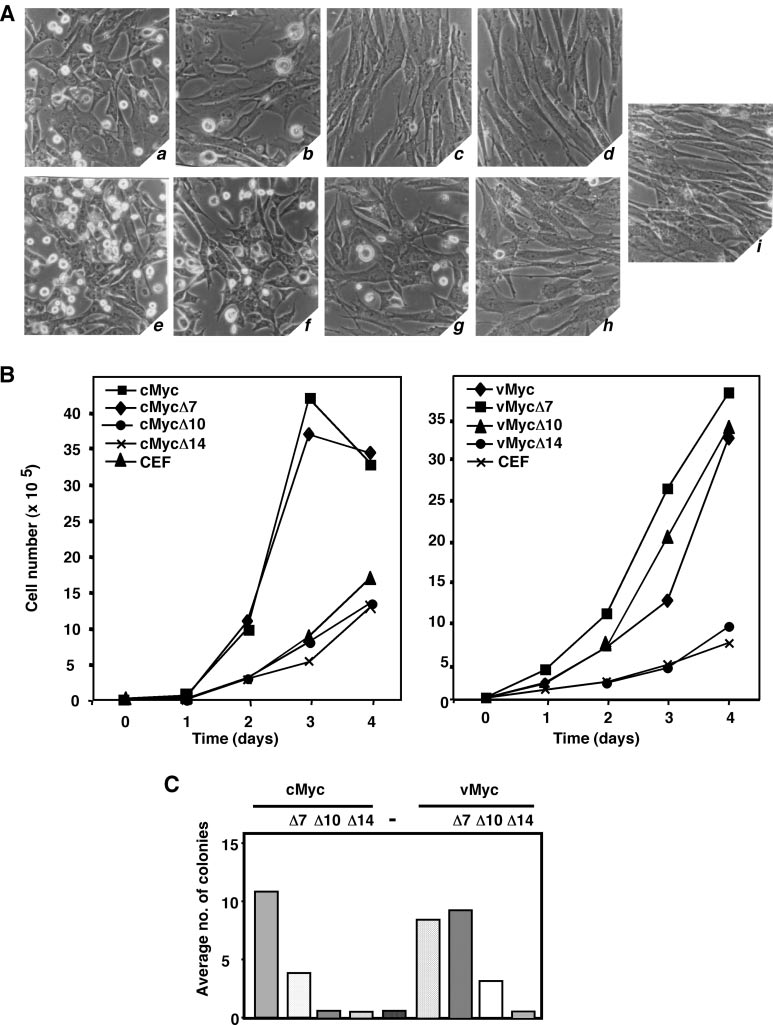 A
a
b
c
d
e
f
g
h
i
B
cMyc
cMycΔ7
cMycΔ10
cMycΔ14
CEF
Cell number (x 10 5)
40
35
30
25
20
15
10
5
0
0 1 2 3 4
Time (days)
vMyc
vMycΔ7
vMycΔ10
vMycΔ14
CEF
35
30
25
20
15
10
5
0
0 1 2 3 4
Time (days)
C
cMyc vMyc
Δ7 Δ10 Δ14 - Δ7 Δ10 Δ14
Average no. of colonies
15
10
5
0